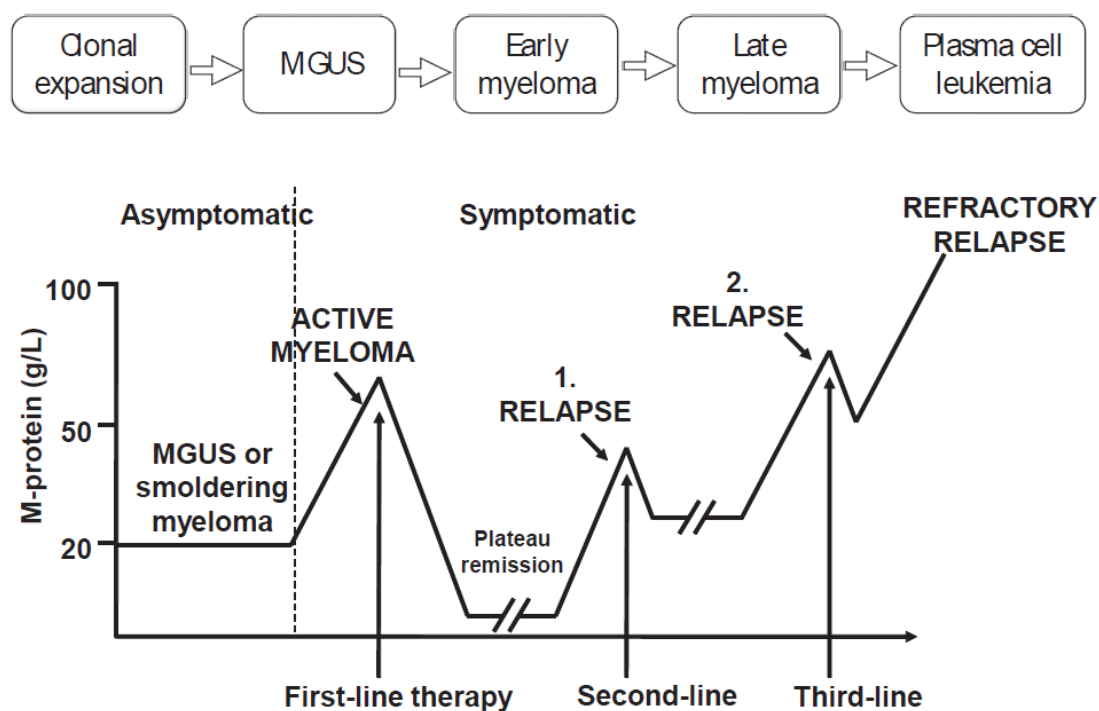 Clonal
expansion
MGUS
Early
myeloma
Late
myeloma
Plasma cell
leukemia
Asymptomatic
Symptomatic
REFRACTORY
RELAPSE
100
50
20
M-protein (g/L)
MGUS or
smoldering
myeloma
ACTIVE
MYELOMA
Plateau
remission
1.
RELAPSE
2.
RELAPSE
First-line therapy
Second-line
Third-line